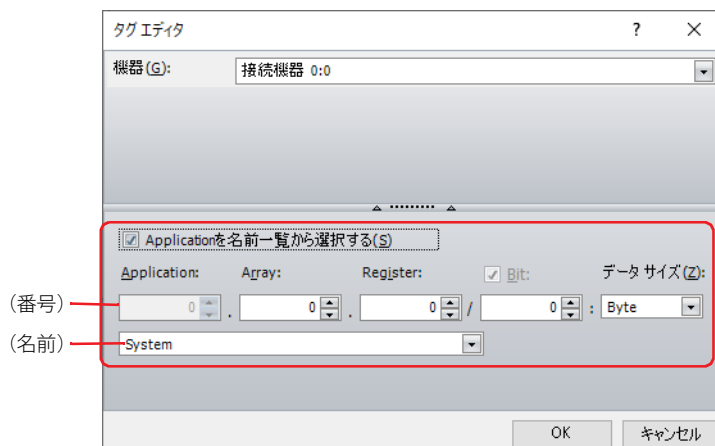 タグ エディタ ? ×
機器(G): 接続機器 0:0
Applicationを名前一覧から選択する(S)
Application: Array: Register: Bit: データ サイズ(Z):
(番号) 0 . 0 . 0 / 0 : Byte
(名前) System
OK キャンセル